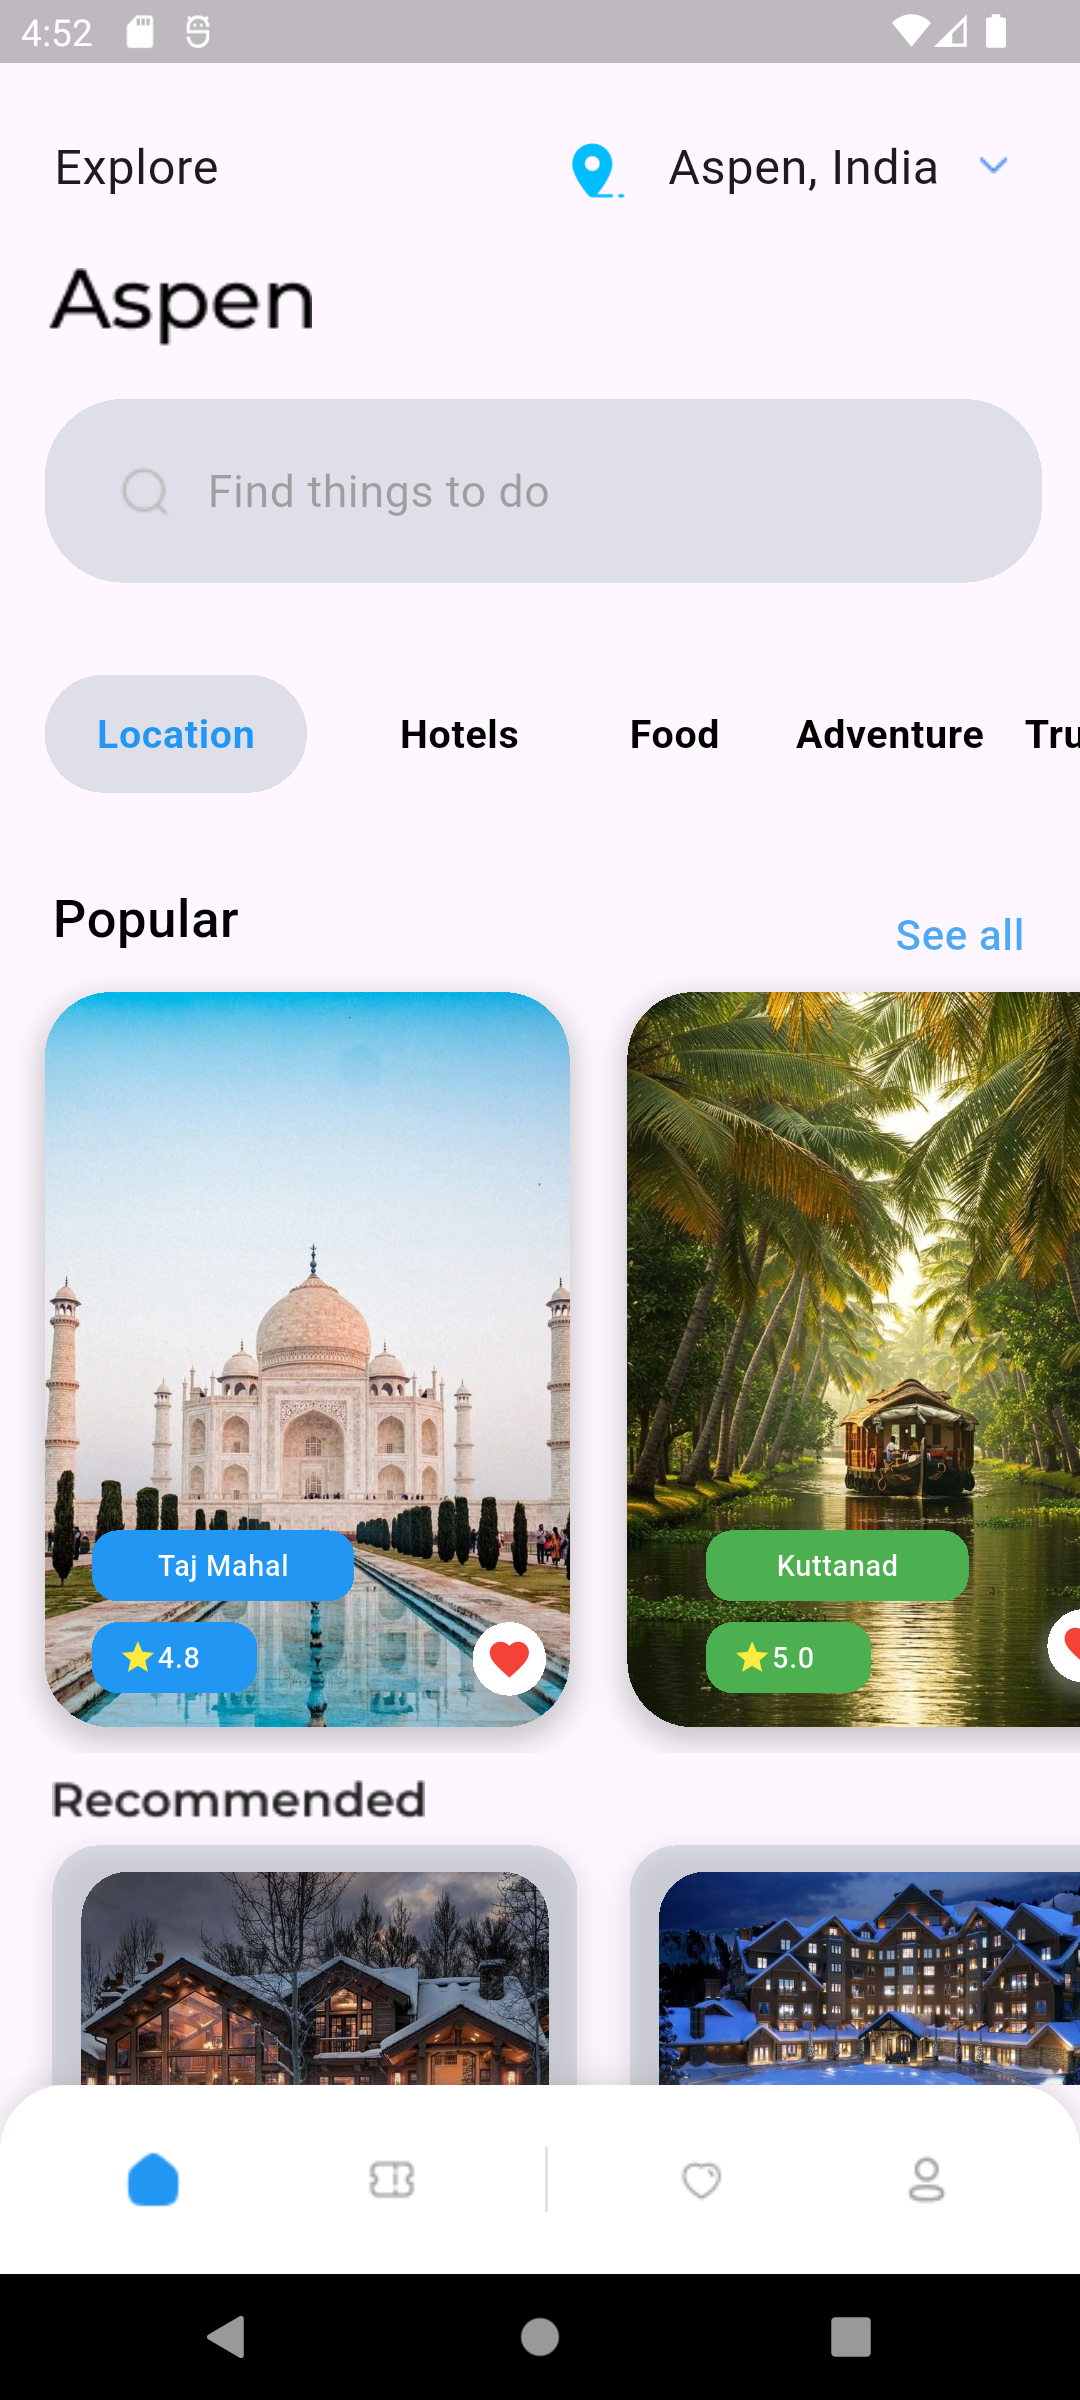 4:52
Explore
Aspen, India
Aspen
Find things to do
Location
Hotels
Food
Adventure
Tru
Popular
See all
Taj Mahal
4.8
Kuttanad
5.0
Recommended